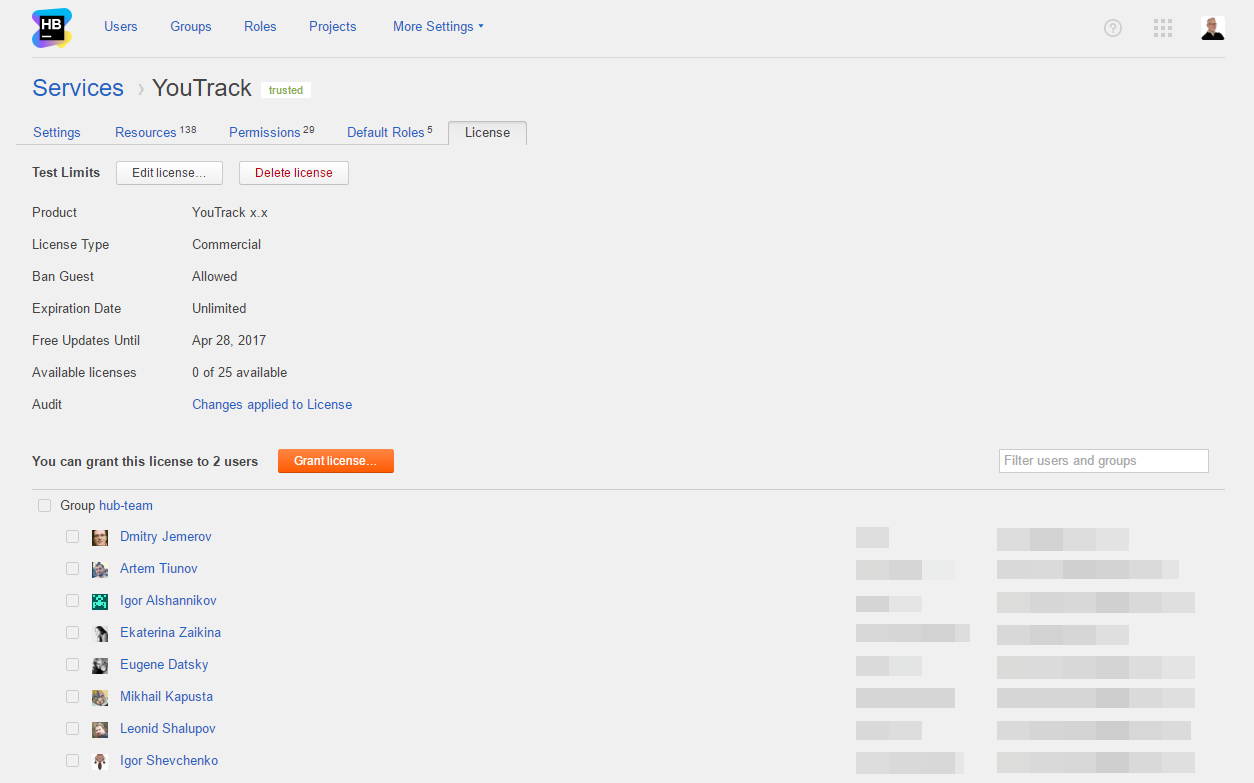 HB Users Groups Roles Projects More Settings
Services › YouTrack trusted
Settings Resources 138 Permissions 29 Default Roles 5 License
Test Limits Edit license... Delete license
Product YouTrack x.x
License Type Commercial
Ban Guest Allowed
Expiration Date Unlimited
Free Updates Until Apr 28, 2017
Available licenses 0 of 25 available
Audit Changes applied to License
You can grant this license to 2 users Grant license... Filter users and groups
Group hub-team
Dmitry Jemerov
Artem Tiunov
Igor Alshannikov
Ekaterina Zaikina
Eugene Datsky
Mikhail Kapusta
Leonid Shalupov
Igor Shevchenko